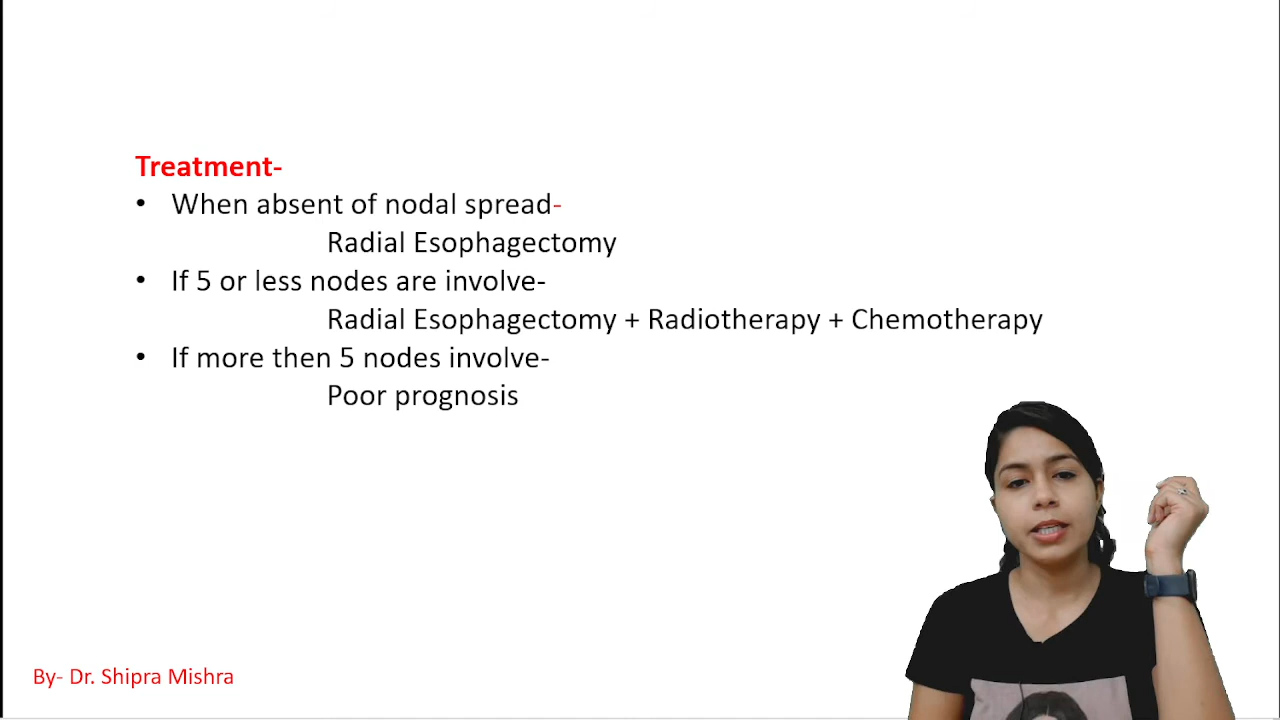 Treatment-
• When absent of nodal spread-
Radial Esophagectomy
• If 5 or less nodes are involve-
Radial Esophagectomy + Radiotherapy + Chemotherapy
• If more then 5 nodes involve-
Poor prognosis
By- Dr. Shipra Mishra